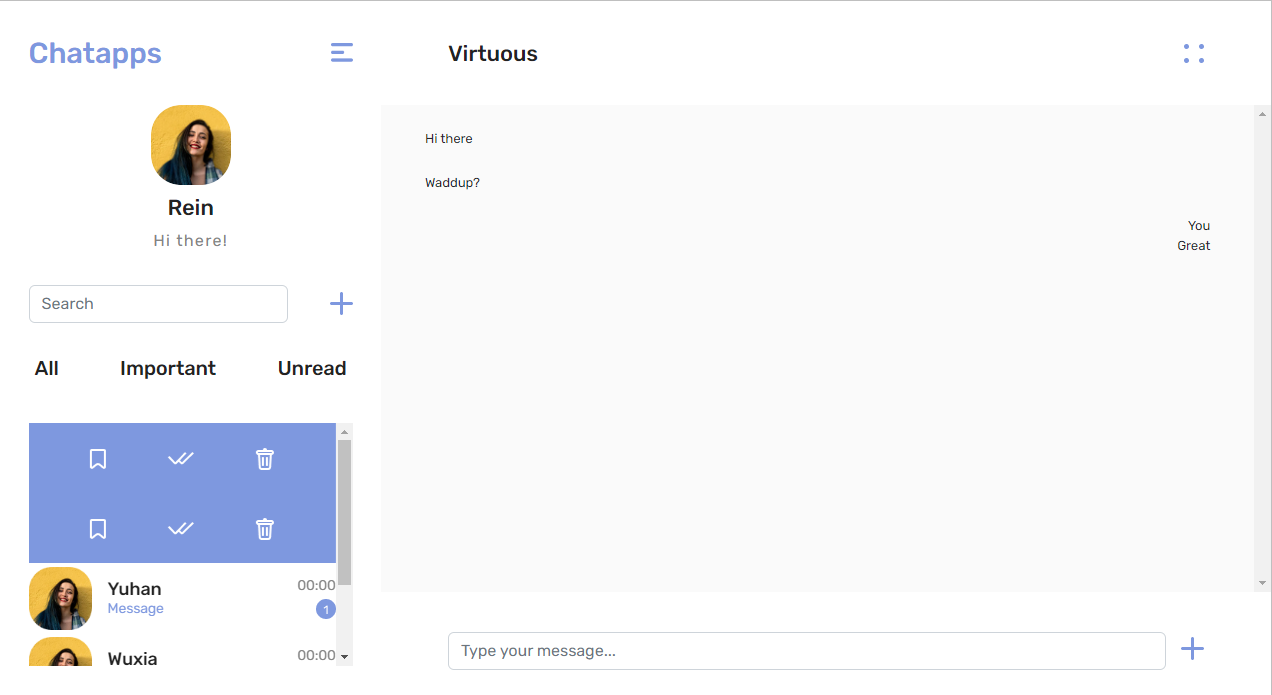 Chatapps
Rein
Hi there!
Search
All Important Unread
Yuhan 00:00
Message 1
Wuxia 00:00
Virtuous
Hi there
Waddup?
You
Great
Type your message...